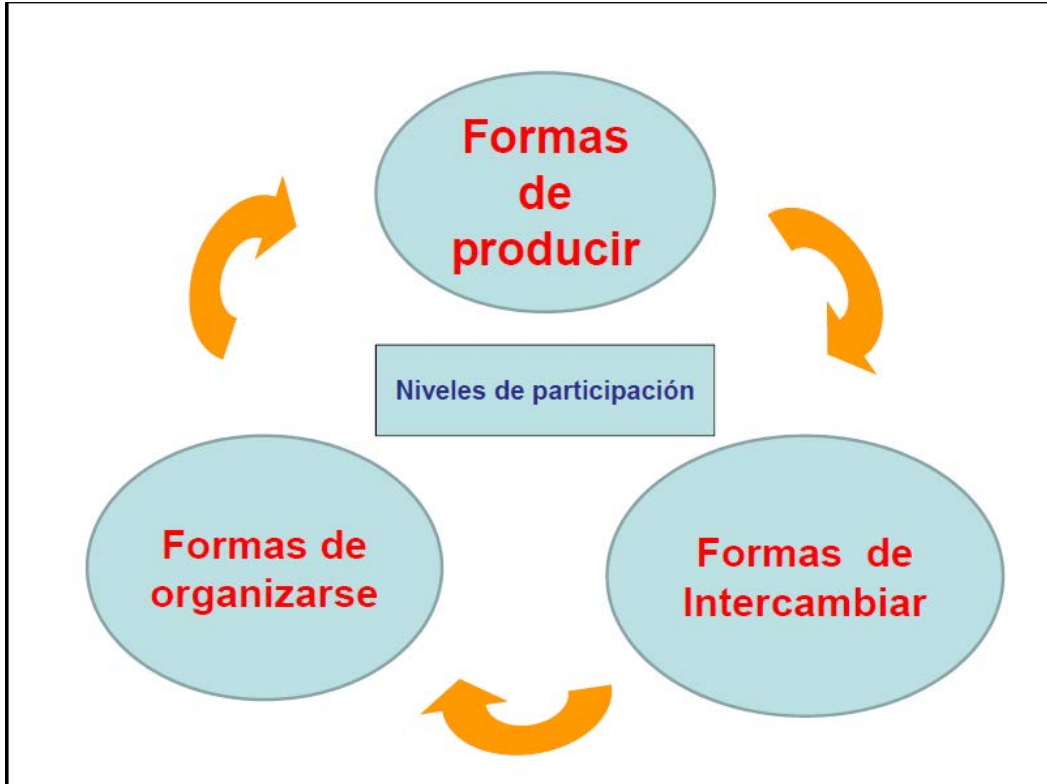 Formas
de
producir
Niveles de participación
Formas de
organizarse
Formas de
Intercambiar